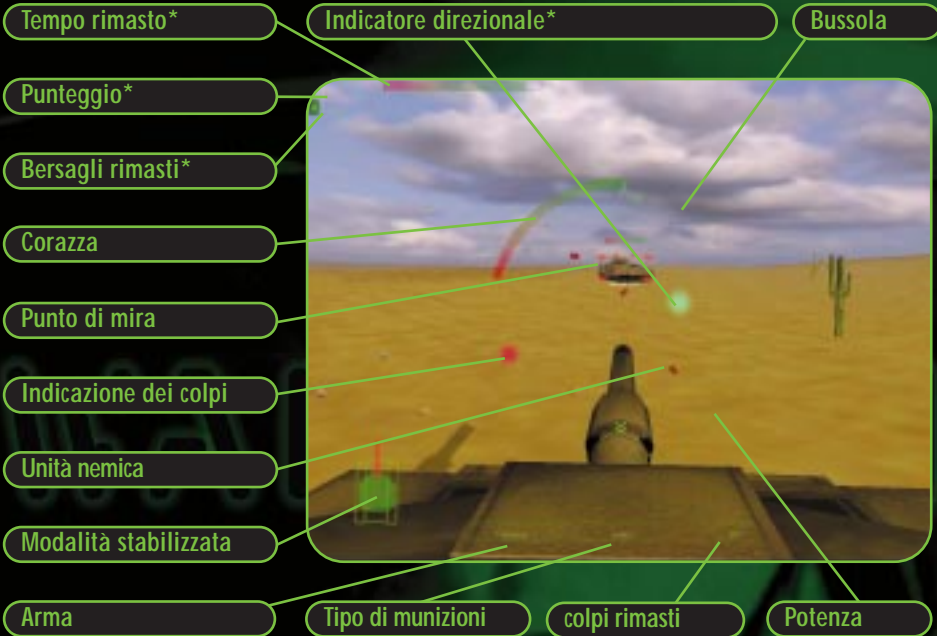 Tempo rimasto*
Indicatore direzionale*
Bussola
Punteggio*
Bersagli rimasti*
Corazza
Punto di mira
Indicazione dei colpi
Unità nemica
Modalità stabilizzata
Arma
Tipo di munizioni
colpi rimasti
Potenza